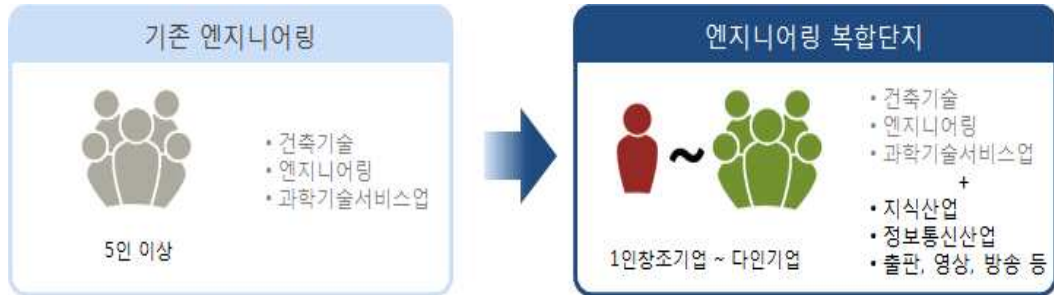 기존 엔지니어링
• 건축기술
• 엔지니어링
• 과학기술서비스업
5인 이상
엔지니어링 복합단지
~
• 건축기술
• 엔지니어링
• 과학기술서비스업
+
• 지식산업
• 정보통신산업
• 출판, 영상, 방송 등
1인창조기업 ~ 다인기업